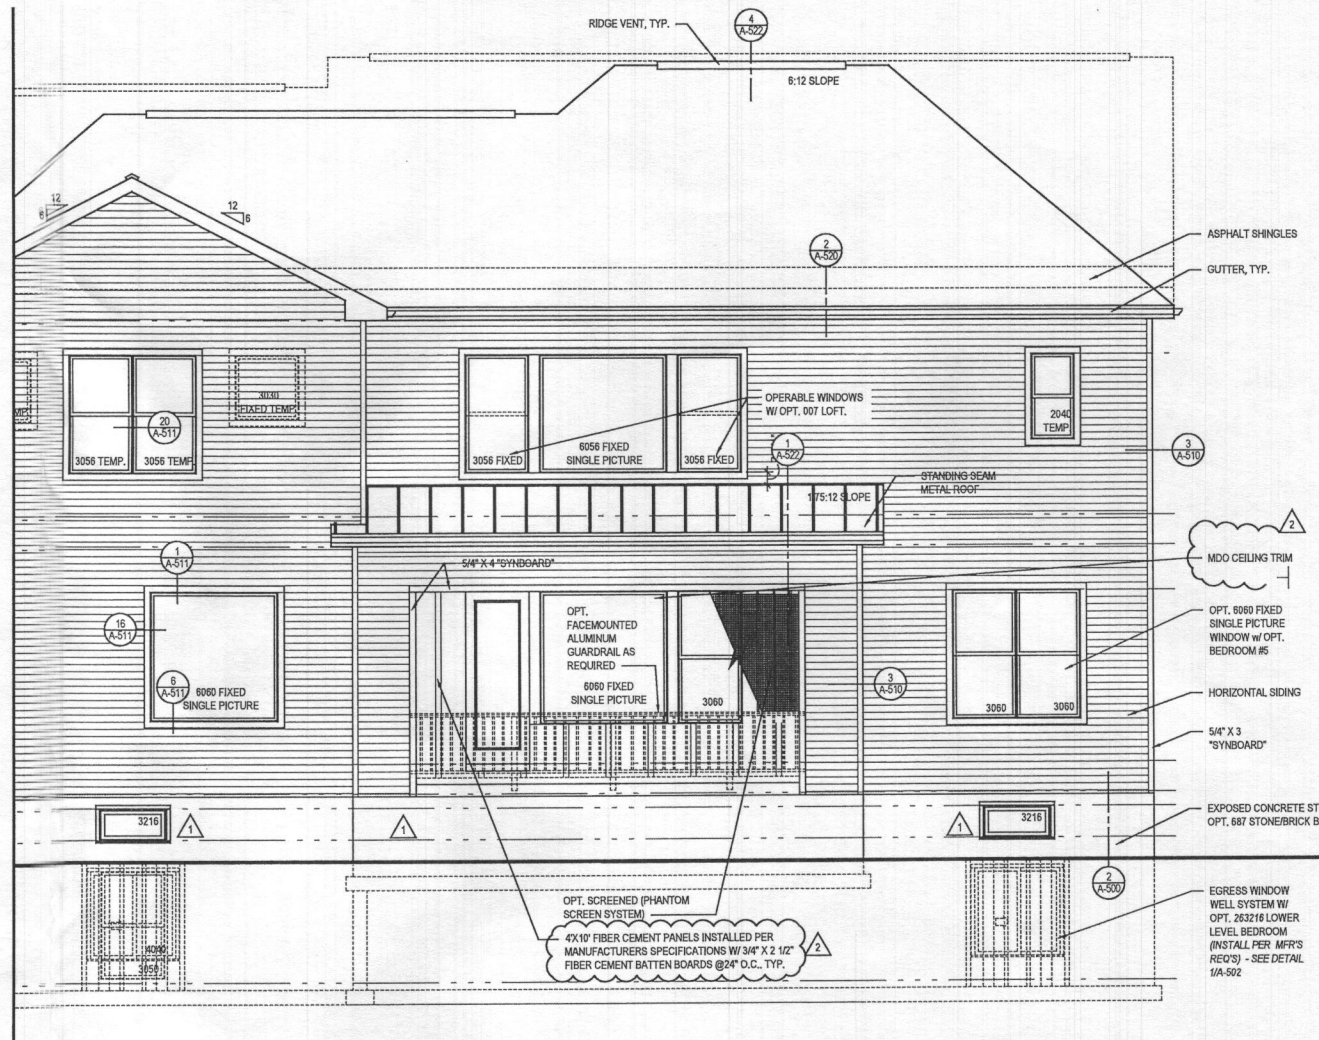 RIDGE VENT, TYP.
4
A-522
6:12 SLOPE
12
6
12
6
2
A-520
ASPHALT SHINGLES
GUTTER, TYP.
3030
FIXED TEMP.
20
A-511
3056 TEMP.
3056 TEMP.
OPERABLE WINDOWS
W/ OPT. 007 LOFT.
3056 FIXED
6056 FIXED
SINGLE PICTURE
3056 FIXED
2040
TEMP.
1
A-522
3
A-510
STANDING SEAM
METAL ROOF
1.75:12 SLOPE
2
MDO CEILING TRIM
1
A-511
5/4" X 4 "SYNBOARD"
16
A-511
6
A-511
6060 FIXED
SINGLE PICTURE
OPT.
FACEMOUNTED
ALUMINUM
GUARDRAIL AS
REQUIRED
6060 FIXED
SINGLE PICTURE
3060
3
A-510
3060
3060
OPT. 6060 FIXED
SINGLE PICTURE
WINDOW w/ OPT.
BEDROOM #5
HORIZONTAL SIDING
5/4" X 3
"SYNBOARD"
3216
1
1
1
3216
EXPOSED CONCRETE ST
OPT. 687 STONE/BRICK B
2
A-500
4040
3050
OPT. SCREENED (PHANTOM
SCREEN SYSTEM)
4'X10' FIBER CEMENT PANELS INSTALLED PER
MANUFACTURERS SPECIFICATIONS W/ 3/4" X 2 1/2"
FIBER CEMENT BATTEN BOARDS @24" O.C., TYP.
2
EGRESS WINDOW
WELL SYSTEM W/
OPT. 263216 LOWER
LEVEL BEDROOM
(INSTALL PER MFR'S
REQ'S) - SEE DETAIL
1/A-502